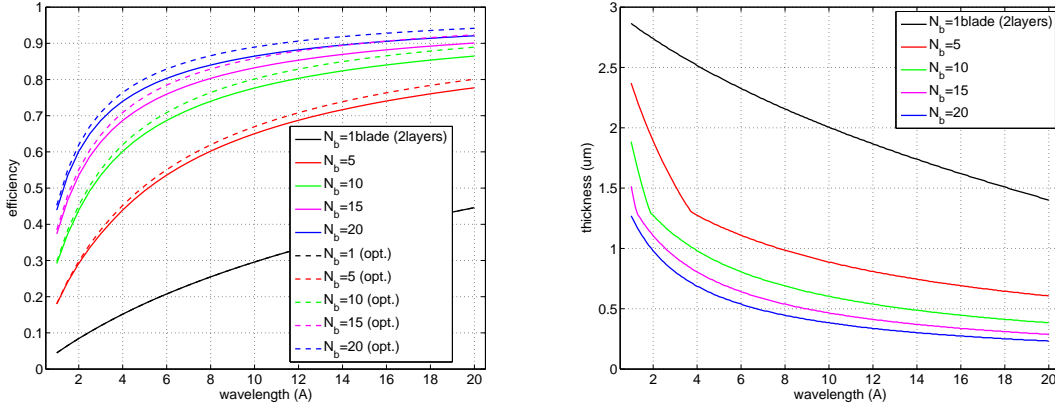 1
0.9
0.8
0.7
0.6
0.5
0.4
0.3
0.2
0.1
0
efficiency
2 4 6 8 10 12 14 16 18 20
wavelength (A)
N_b=1blade (2layers)
N_b=5
N_b=10
N_b=15
N_b=20
N_b=1 (opt.)
N_b=5 (opt.)
N_b=10 (opt.)
N_b=15 (opt.)
N_b=20 (opt.)
3
2.5
2
1.5
1
0.5
0
thickness (um)
2 4 6 8 10 12 14 16 18 20
wavelength (A)
N_b=1blade (2layers)
N_b=5
N_b=10
N_b=15
N_b=20